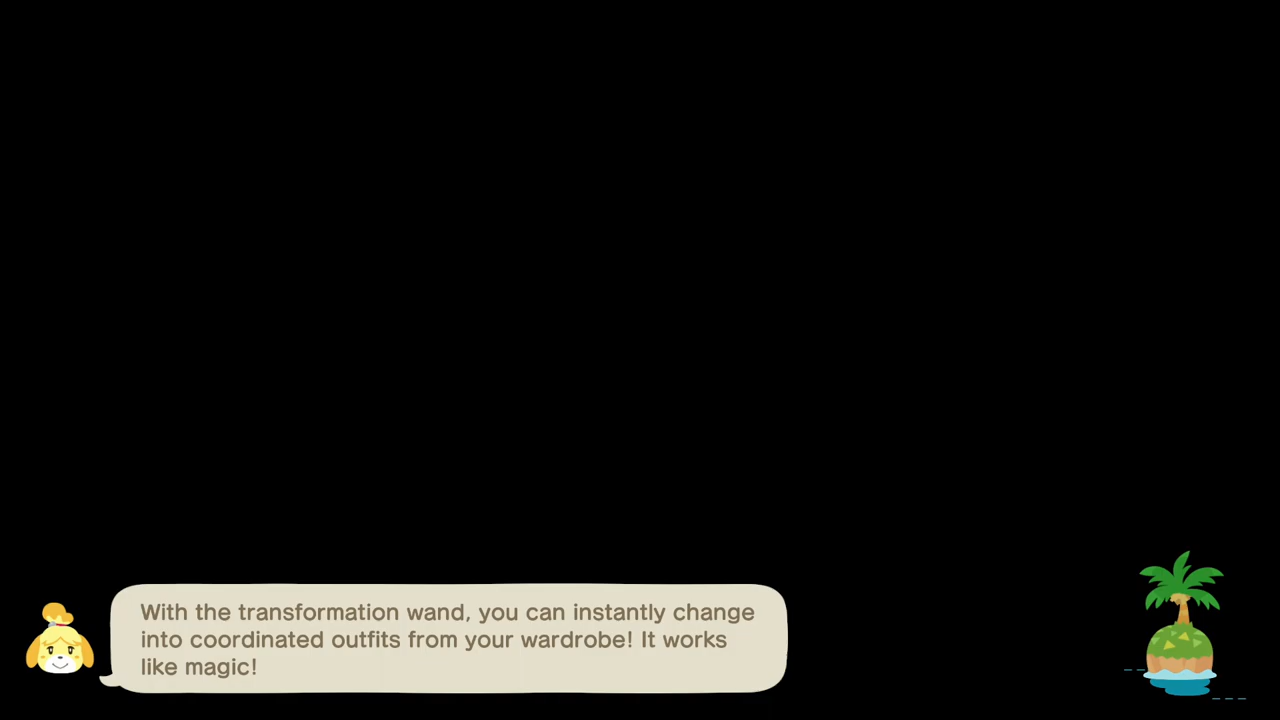 With the transformation wand, you can instantly change
into coordinated outfits from your wardrobe! It works
like magic!